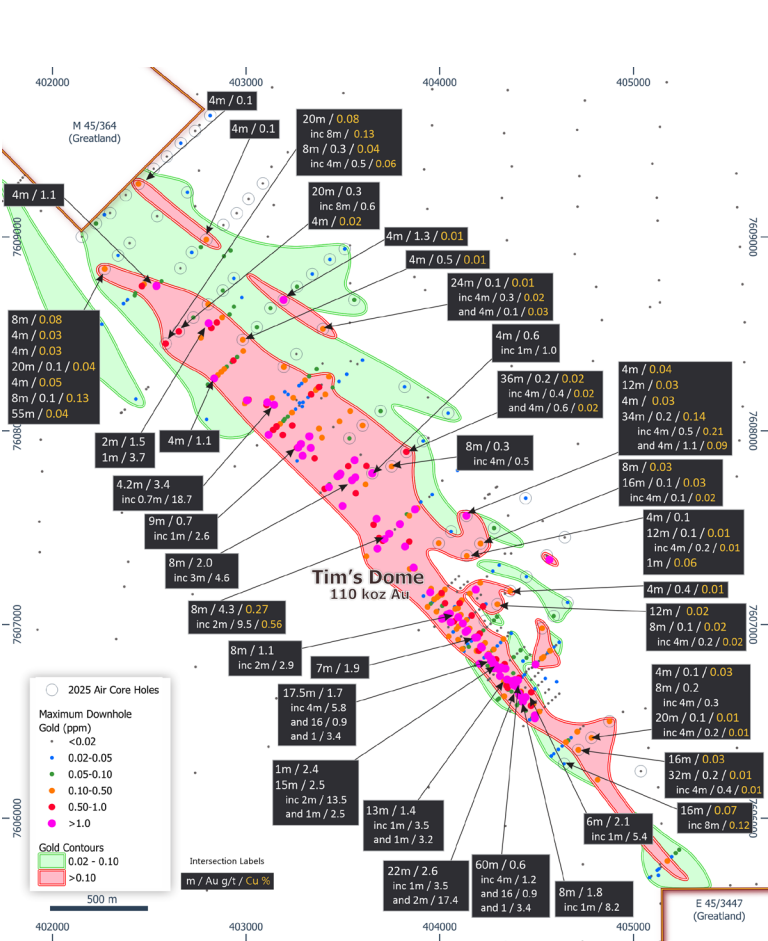 402000
403000
404000
405000
M 45/364
(Greatland)
4m / 0.1
4m / 0.1
20m / 0.08
inc 8m / 0.13
8m / 0.3 / 0.04
inc 4m / 0.5 / 0.06
4m / 1.1
20m / 0.3
inc 8m / 0.6
4m / 0.02
4m / 1.3 / 0.01
4m / 0.5 / 0.01
7609000
7609000
24m / 0.1 / 0.01
inc 4m / 0.3 / 0.02
and 4m / 0.1 / 0.03
8m / 0.08
4m / 0.03
4m / 0.03
20m / 0.1 / 0.04
4m / 0.05
8m / 0.1 / 0.13
55m / 0.04
4m / 0.6
inc 1m / 1.0
36m / 0.2 / 0.02
inc 4m / 0.4 / 0.02
and 4m / 0.6 / 0.02
4m / 0.04
12m / 0.03
4m / 0.03
34m / 0.2 / 0.14
inc 4m / 0.5 / 0.21
and 4m / 1.1 / 0.09
7608000
2m / 1.5
1m / 3.7
4m / 1.1
8m / 0.3
inc 4m / 0.5
8m / 0.03
16m / 0.1 / 0.03
inc 4m / 0.1 / 0.02
4.2m / 3.4
inc 0.7m / 18.7
9m / 0.7
inc 1m / 2.6
4m / 0.1
12m / 0.1 / 0.01
inc 4m / 0.2 / 0.01
1m / 0.06
8m / 2.0
inc 3m / 4.6
Tim's Dome
110 koz Au
4m / 0.4 / 0.01
8m / 4.3 / 0.27
inc 2m / 9.5 / 0.56
12m / 0.02
8m / 0.1 / 0.02
inc 4m / 0.2 / 0.02
7607000
7607000
8m / 1.1
inc 2m / 2.9
7m / 1.9
17.5m / 1.7
inc 4m / 5.8
and 16 / 0.9
and 1 / 3.4
4m / 0.1 / 0.03
8m / 0.2
inc 4m / 0.3
20m / 0.1 / 0.01
inc 4m / 0.2 / 0.01
2025 Air Core Holes
Maximum Downhole
Gold (ppm)
<0.02
0.02-0.05
0.05-0.10
0.10-0.50
0.50-1.0
>1.0
Gold Contours
0.02 - 0.10
>0.10
500 m
1m / 2.4
15m / 2.5
inc 2m / 13.5
and 1m / 2.5
16m / 0.03
32m / 0.2 / 0.01
inc 4m / 0.4 / 0.01
13m / 1.4
inc 1m / 3.5
and 1m / 3.2
16m / 0.07
inc 8m / 0.12
6m / 2.1
inc 1m / 5.4
7606000
Intersection Labels
m / Au g/t / Cu %
22m / 2.6
inc 1m / 3.5
and 2m / 17.4
60m / 0.6
inc 4m / 1.2
and 16 / 0.9
and 1 / 3.4
8m / 1.8
inc 1m / 8.2
E 45/3447
(Greatland)
402000
403000
404000
405000